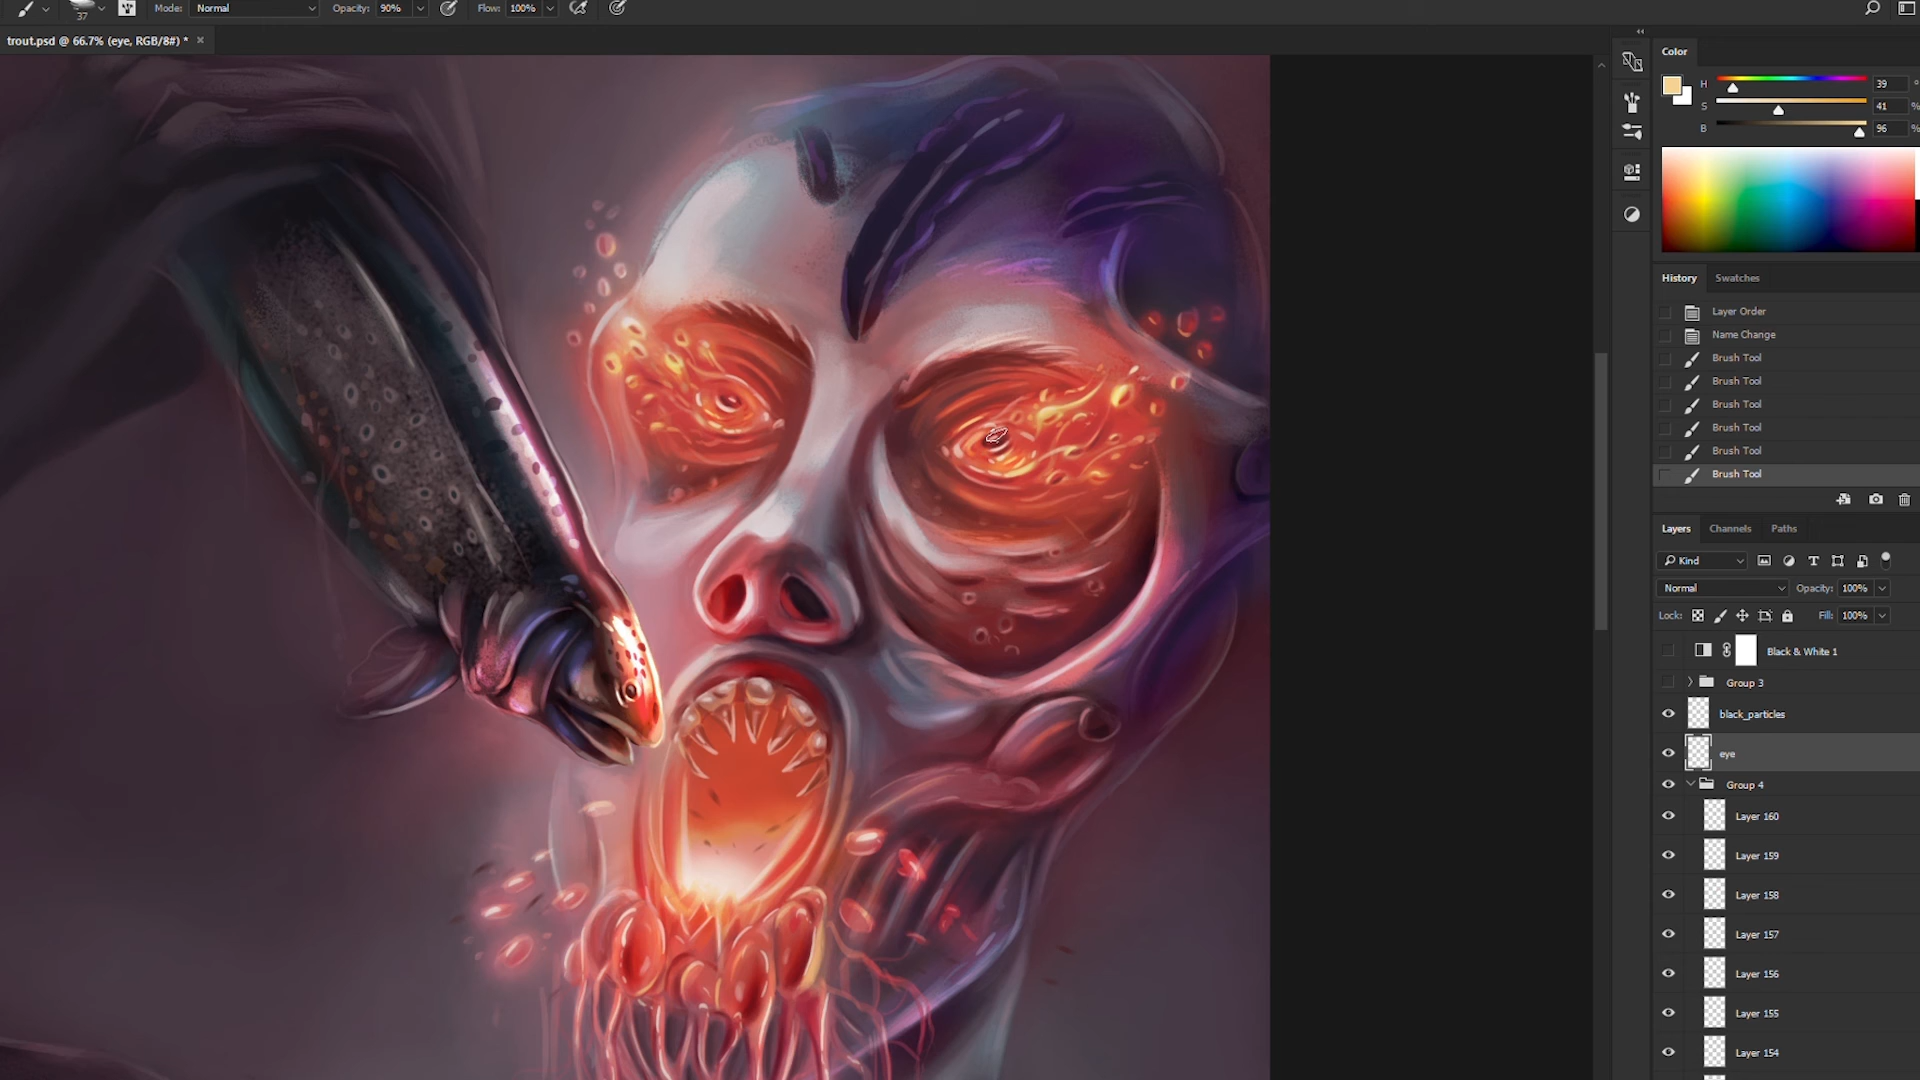 37 Mode: Normal Opacity: 90% Flow: 100%
trout.psd @ 66.7% (eye, RGB/8#) * ×
Color
H 39 °
S 41 %
B 96 %
History Swatches
Layer Order
Name Change
Brush Tool
Brush Tool
Brush Tool
Brush Tool
Brush Tool
Brush Tool
Layers Channels Paths
Kind
Normal Opacity: 100%
Lock: Fill: 100%
Black & White 1
Group 3
black_particles
eye
Group 4
Layer 160
Layer 159
Layer 158
Layer 157
Layer 156
Layer 155
Layer 154